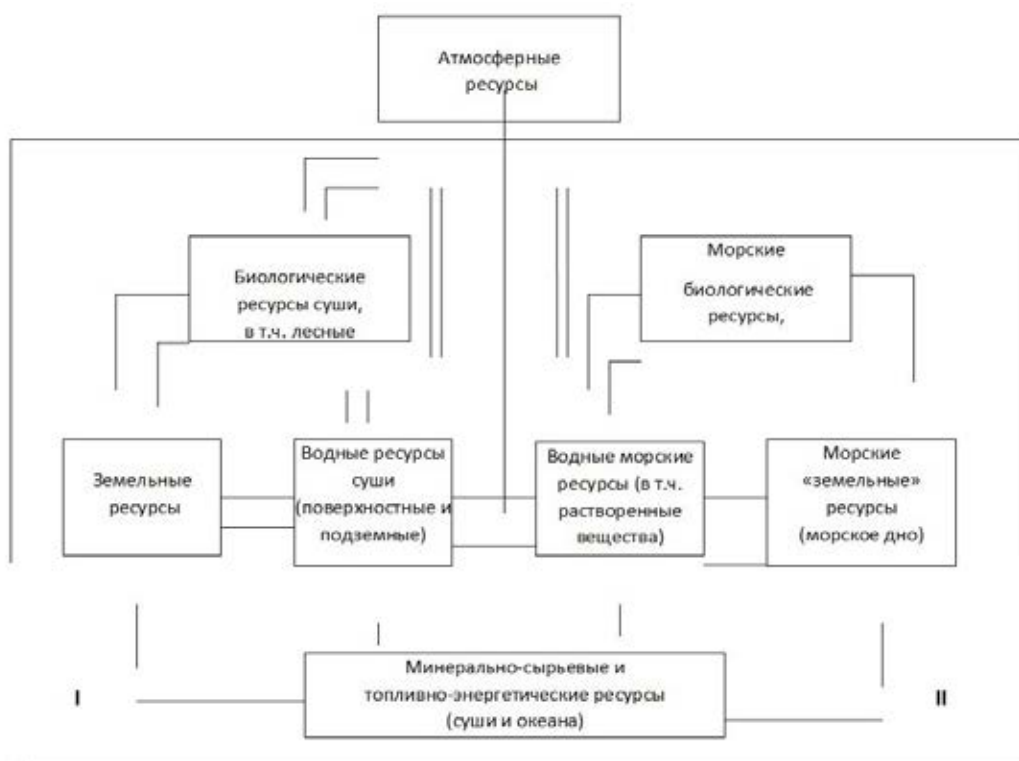 Атмосферные
ресурсы
Биологические
ресурсы суши,
в т.ч. лесные
Морские
биологические
ресурсы,
Земельные
ресурсы
Водные ресурсы
суши
(поверхностные и
подземные)
Водные морские
ресурсы (в т.ч.
растворенные
вещества)
Морские
«земельные»
ресурсы
(морское дно)
I
Минерально-сырьевые и
топливно-энергетические ресурсы
(суши и океана)
II